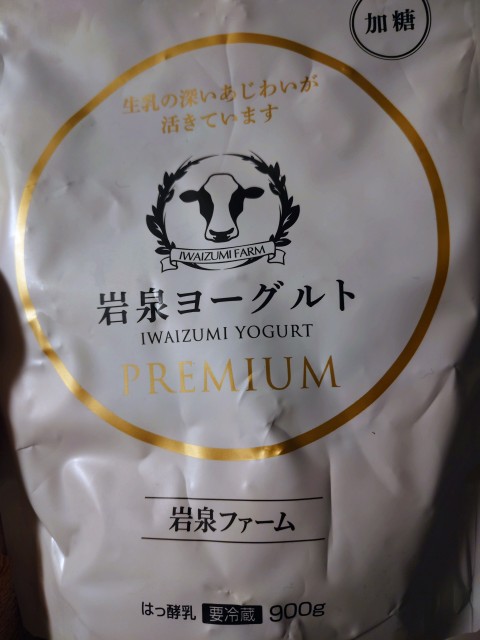 加糖
生乳の深いあじわいが
活きています
IWAIZUMI FARM
岩泉ヨーグルト
IWAIZUMI YOGURT
PREMIUM
岩泉ファーム
はっ酵乳 要冷蔵 900g